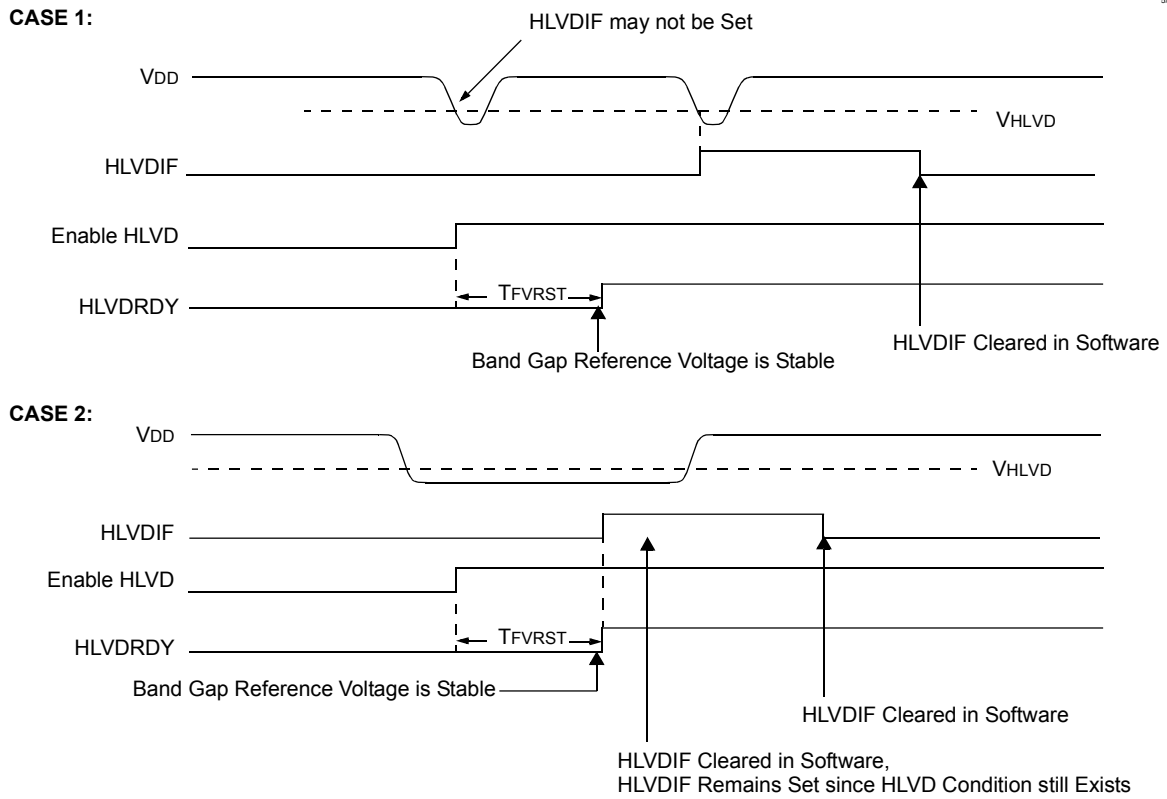 CASE 1:
HLVDIF may not be Set
VDD
VHLVD
HLVDIF
Enable HLVD
TFVRST
HLVDRDY
HLVDIF Cleared in Software
Band Gap Reference Voltage is Stable
CASE 2:
VDD
VHLVD
HLVDIF
Enable HLVD
TFVRST
HLVDRDY
Band Gap Reference Voltage is Stable
HLVDIF Cleared in Software
HLVDIF Cleared in Software,
HLVDIF Remains Set since HLVD Condition still Exists